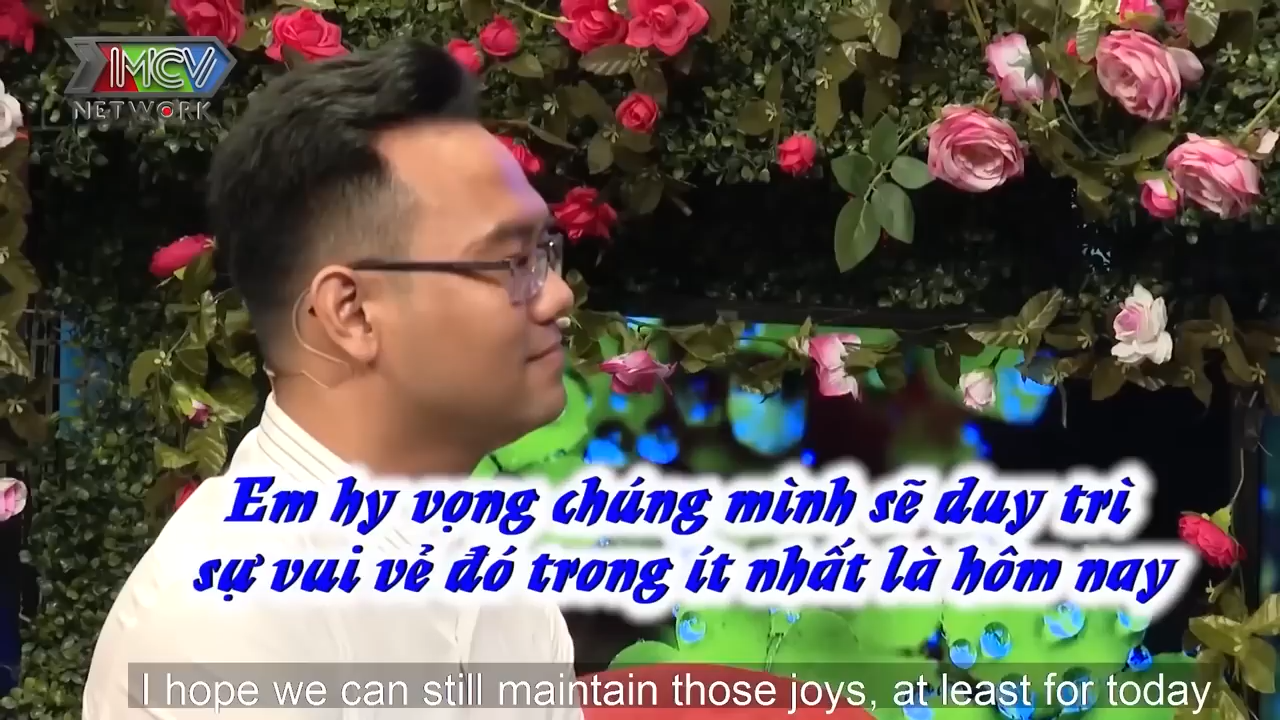 MCV
NETWORK
Em hy vọng chúng mình sẽ duy trì
sự vui vẻ đó trong ít nhất là hôm nay
I hope we can still maintain those joys, at least for today